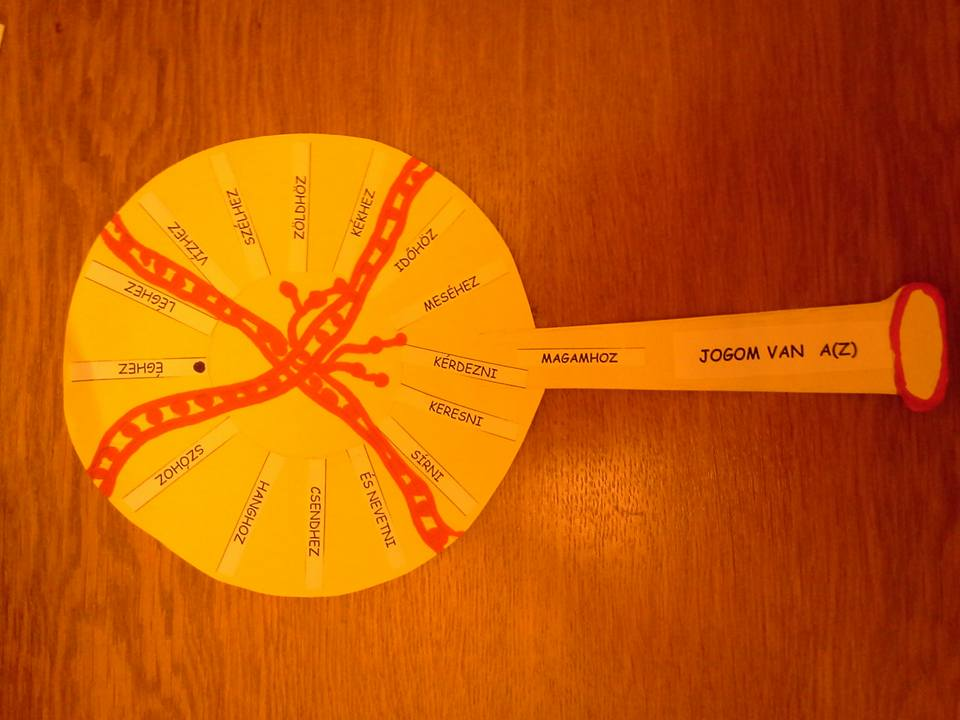 JOGOM VAN A(Z)
MAGAMHOZ
ÉGHEZ
LÉGHEZ
VÍZHEZ
SZÉLHEZ
ZÖLDHÖZ
KÉKHEZ
IDŐHÖZ
MESÉHEZ
KÉRDEZNI
KERESNI
SÍRNI
ÉS NEVETNI
CSENDHEZ
HANGHOZ
SZÓHOZ